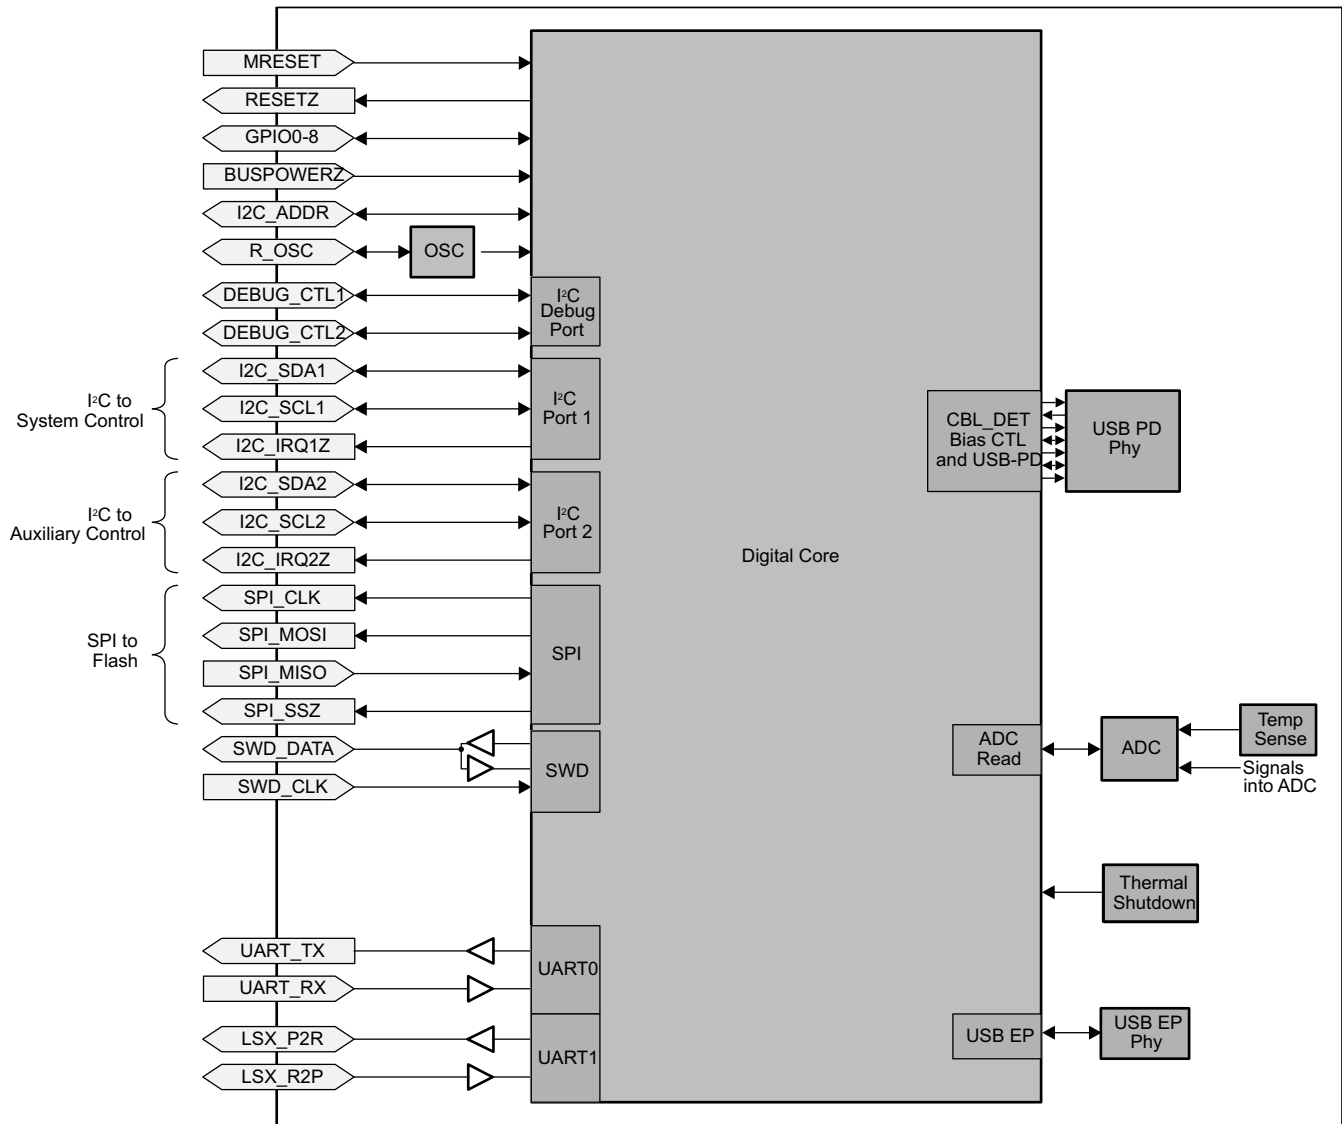 MRESET
RESETZ
GPIO0-8
BUSPOWERZ
I2C_ADDR
R_OSC
OSC
DEBUG_CTL1
DEBUG_CTL2
I²C
Debug
Port
I²C to
System Control
I2C_SDA1
I2C_SCL1
I2C_IRQ1Z
I²C
Port 1
I²C to
Auxiliary Control
I2C_SDA2
I2C_SCL2
I2C_IRQ2Z
I²C
Port 2
SPI to
Flash
SPI_CLK
SPI_MOSI
SPI_MISO
SPI_SSZ
SPI
SWD_DATA
SWD_CLK
SWD
UART_TX
UART_RX
UART0
LSX_P2R
LSX_R2P
UART1
Digital Core
CBL_DET
Bias CTL
and USB-PD
USB PD
Phy
ADC
Read
ADC
Temp
Sense
Signals
into ADC
Thermal
Shutdown
USB EP
USB EP
Phy